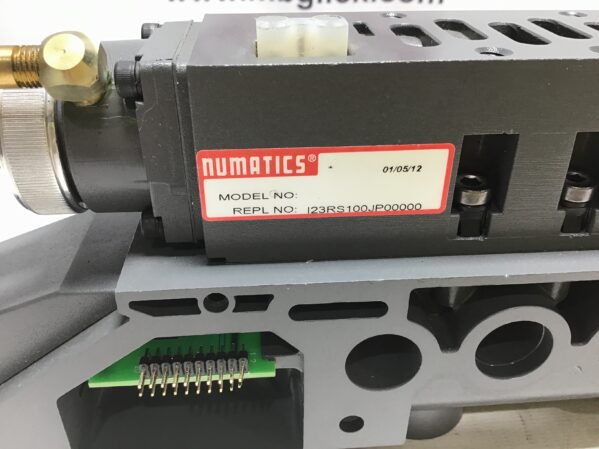 NUMATICS®
01/05/12
MODEL NO:
REPL NO: I23RS100JP00000